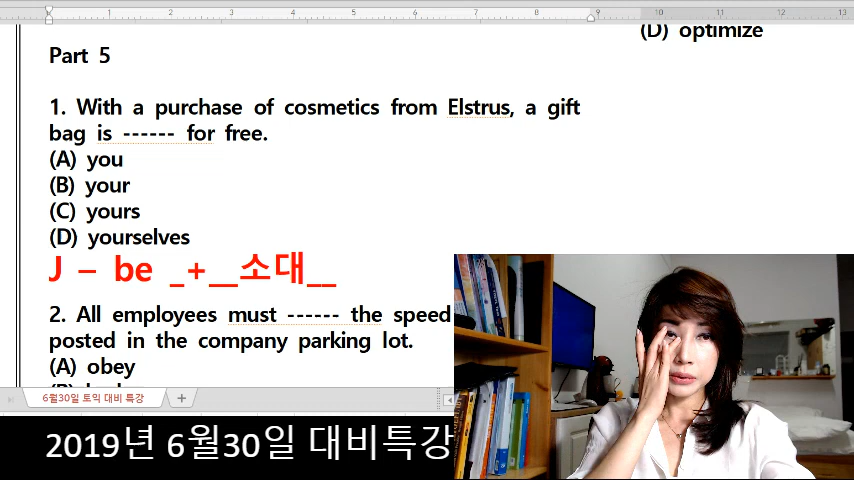 (D) optimize
Part 5
1. With a purchase of cosmetics from Elstrus, a gift
bag is ------ for free.
(A) you
(B) your
(C) yours
(D) yourselves
J – be _+__소대__
2. All employees must ------ the speed
posted in the company parking lot.
(A) obey
6월30일 토익 대비 특강
2019년 6월30일 대비특강